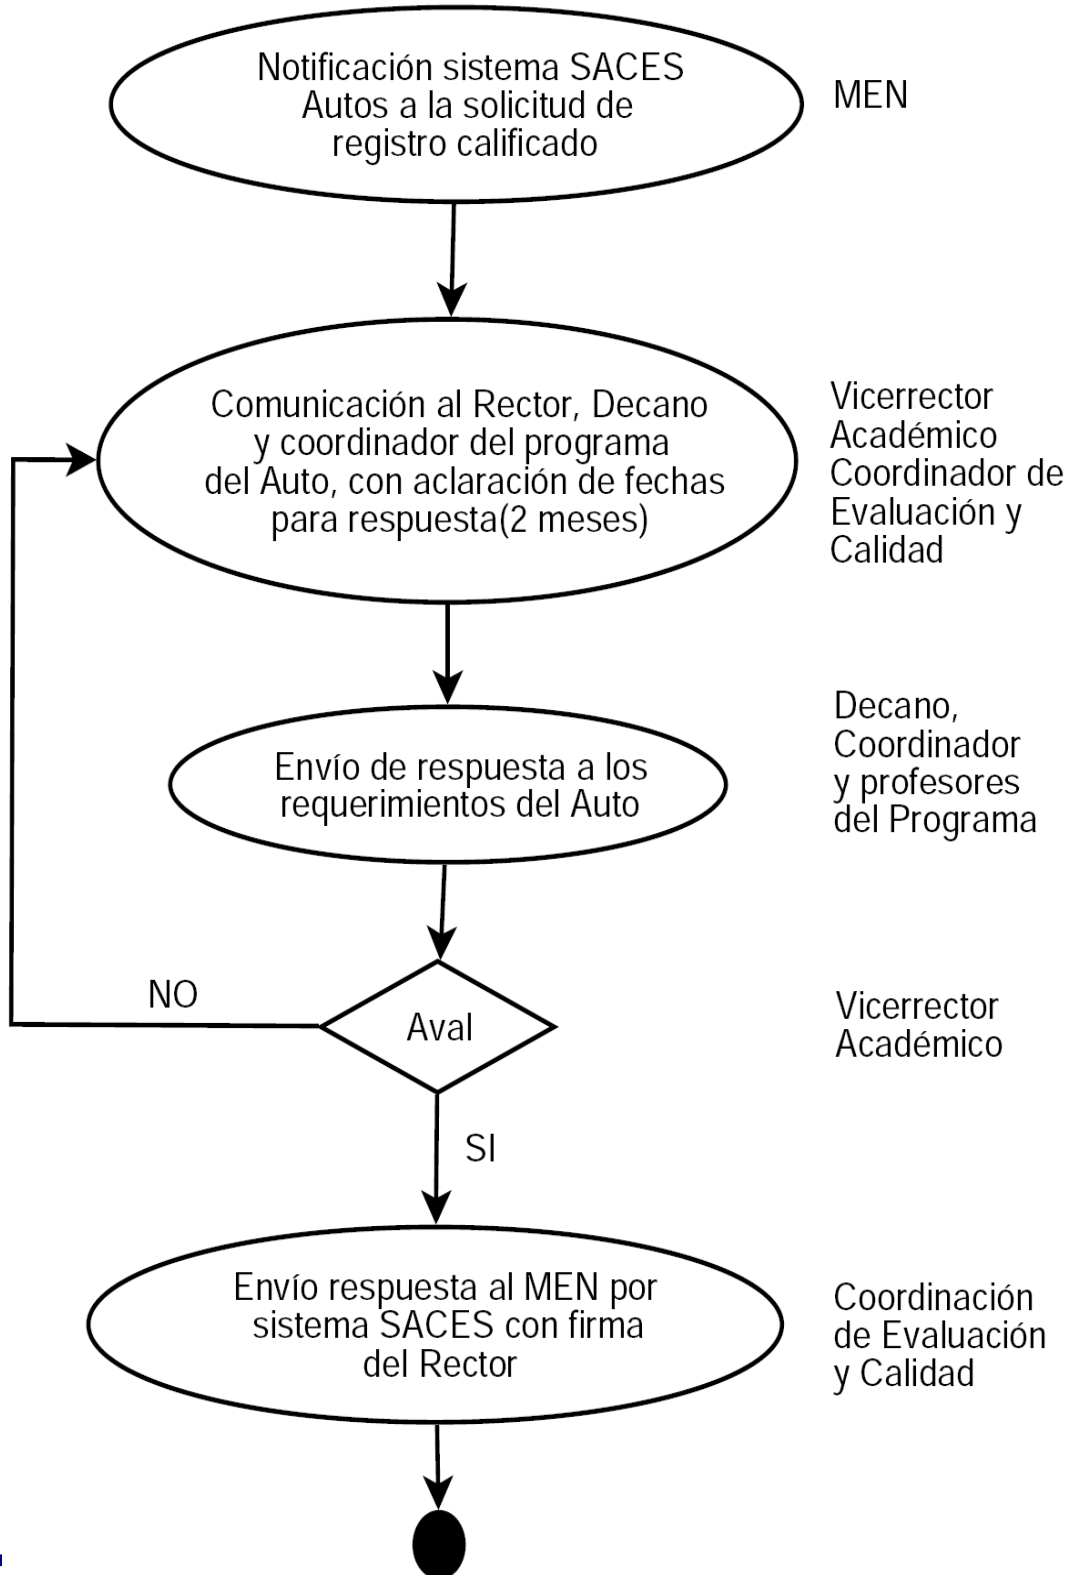 Notificación sistema SACES
Autos a la solicitud de
registro calificado
MEN
Comunicación al Rector, Decano
y coordinador del programa
del Auto, con aclaración de fechas
para respuesta(2 meses)
Vicerrector
Académico
Coordinador de
Evaluación y
Calidad
Envío de respuesta a los
requerimientos del Auto
Decano,
Coordinador
y profesores
del Programa
NO
Aval
Vicerrector
Académico
SI
Envío respuesta al MEN por
sistema SACES con firma
del Rector
Coordinación
de Evaluación
y Calidad